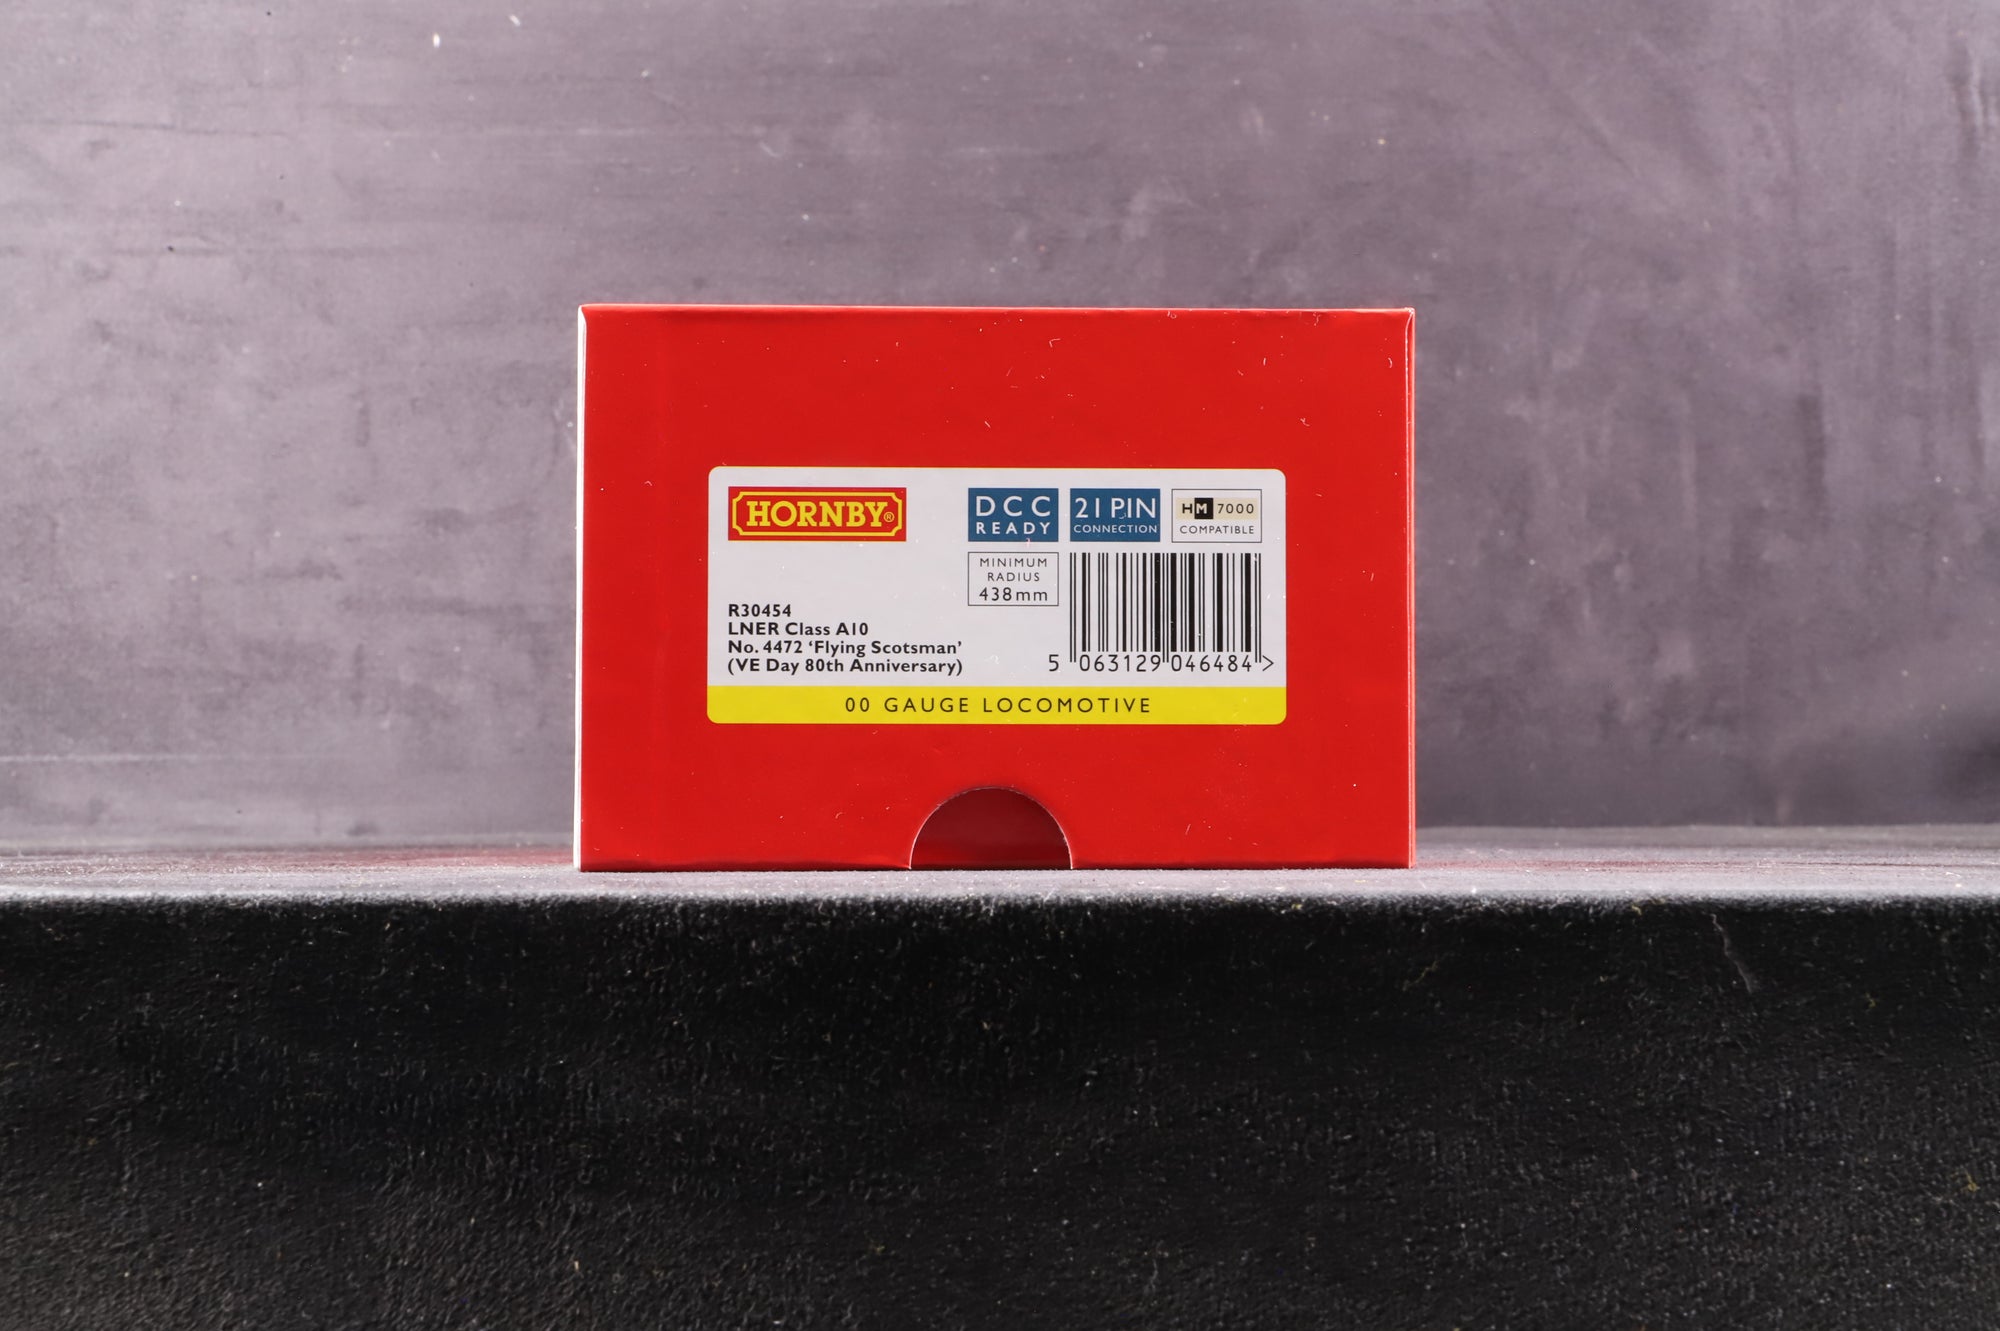 HORNBY®
DCC
READY
21 PIN
CONNECTION
HM 7000
COMPATIBLE
MINIMUM
RADIUS
438mm
R30454
LNER Class A10
No. 4472 ‘Flying Scotsman’
(VE Day 80th Anniversary)
5 063129 046484 >
00 GAUGE LOCOMOTIVE